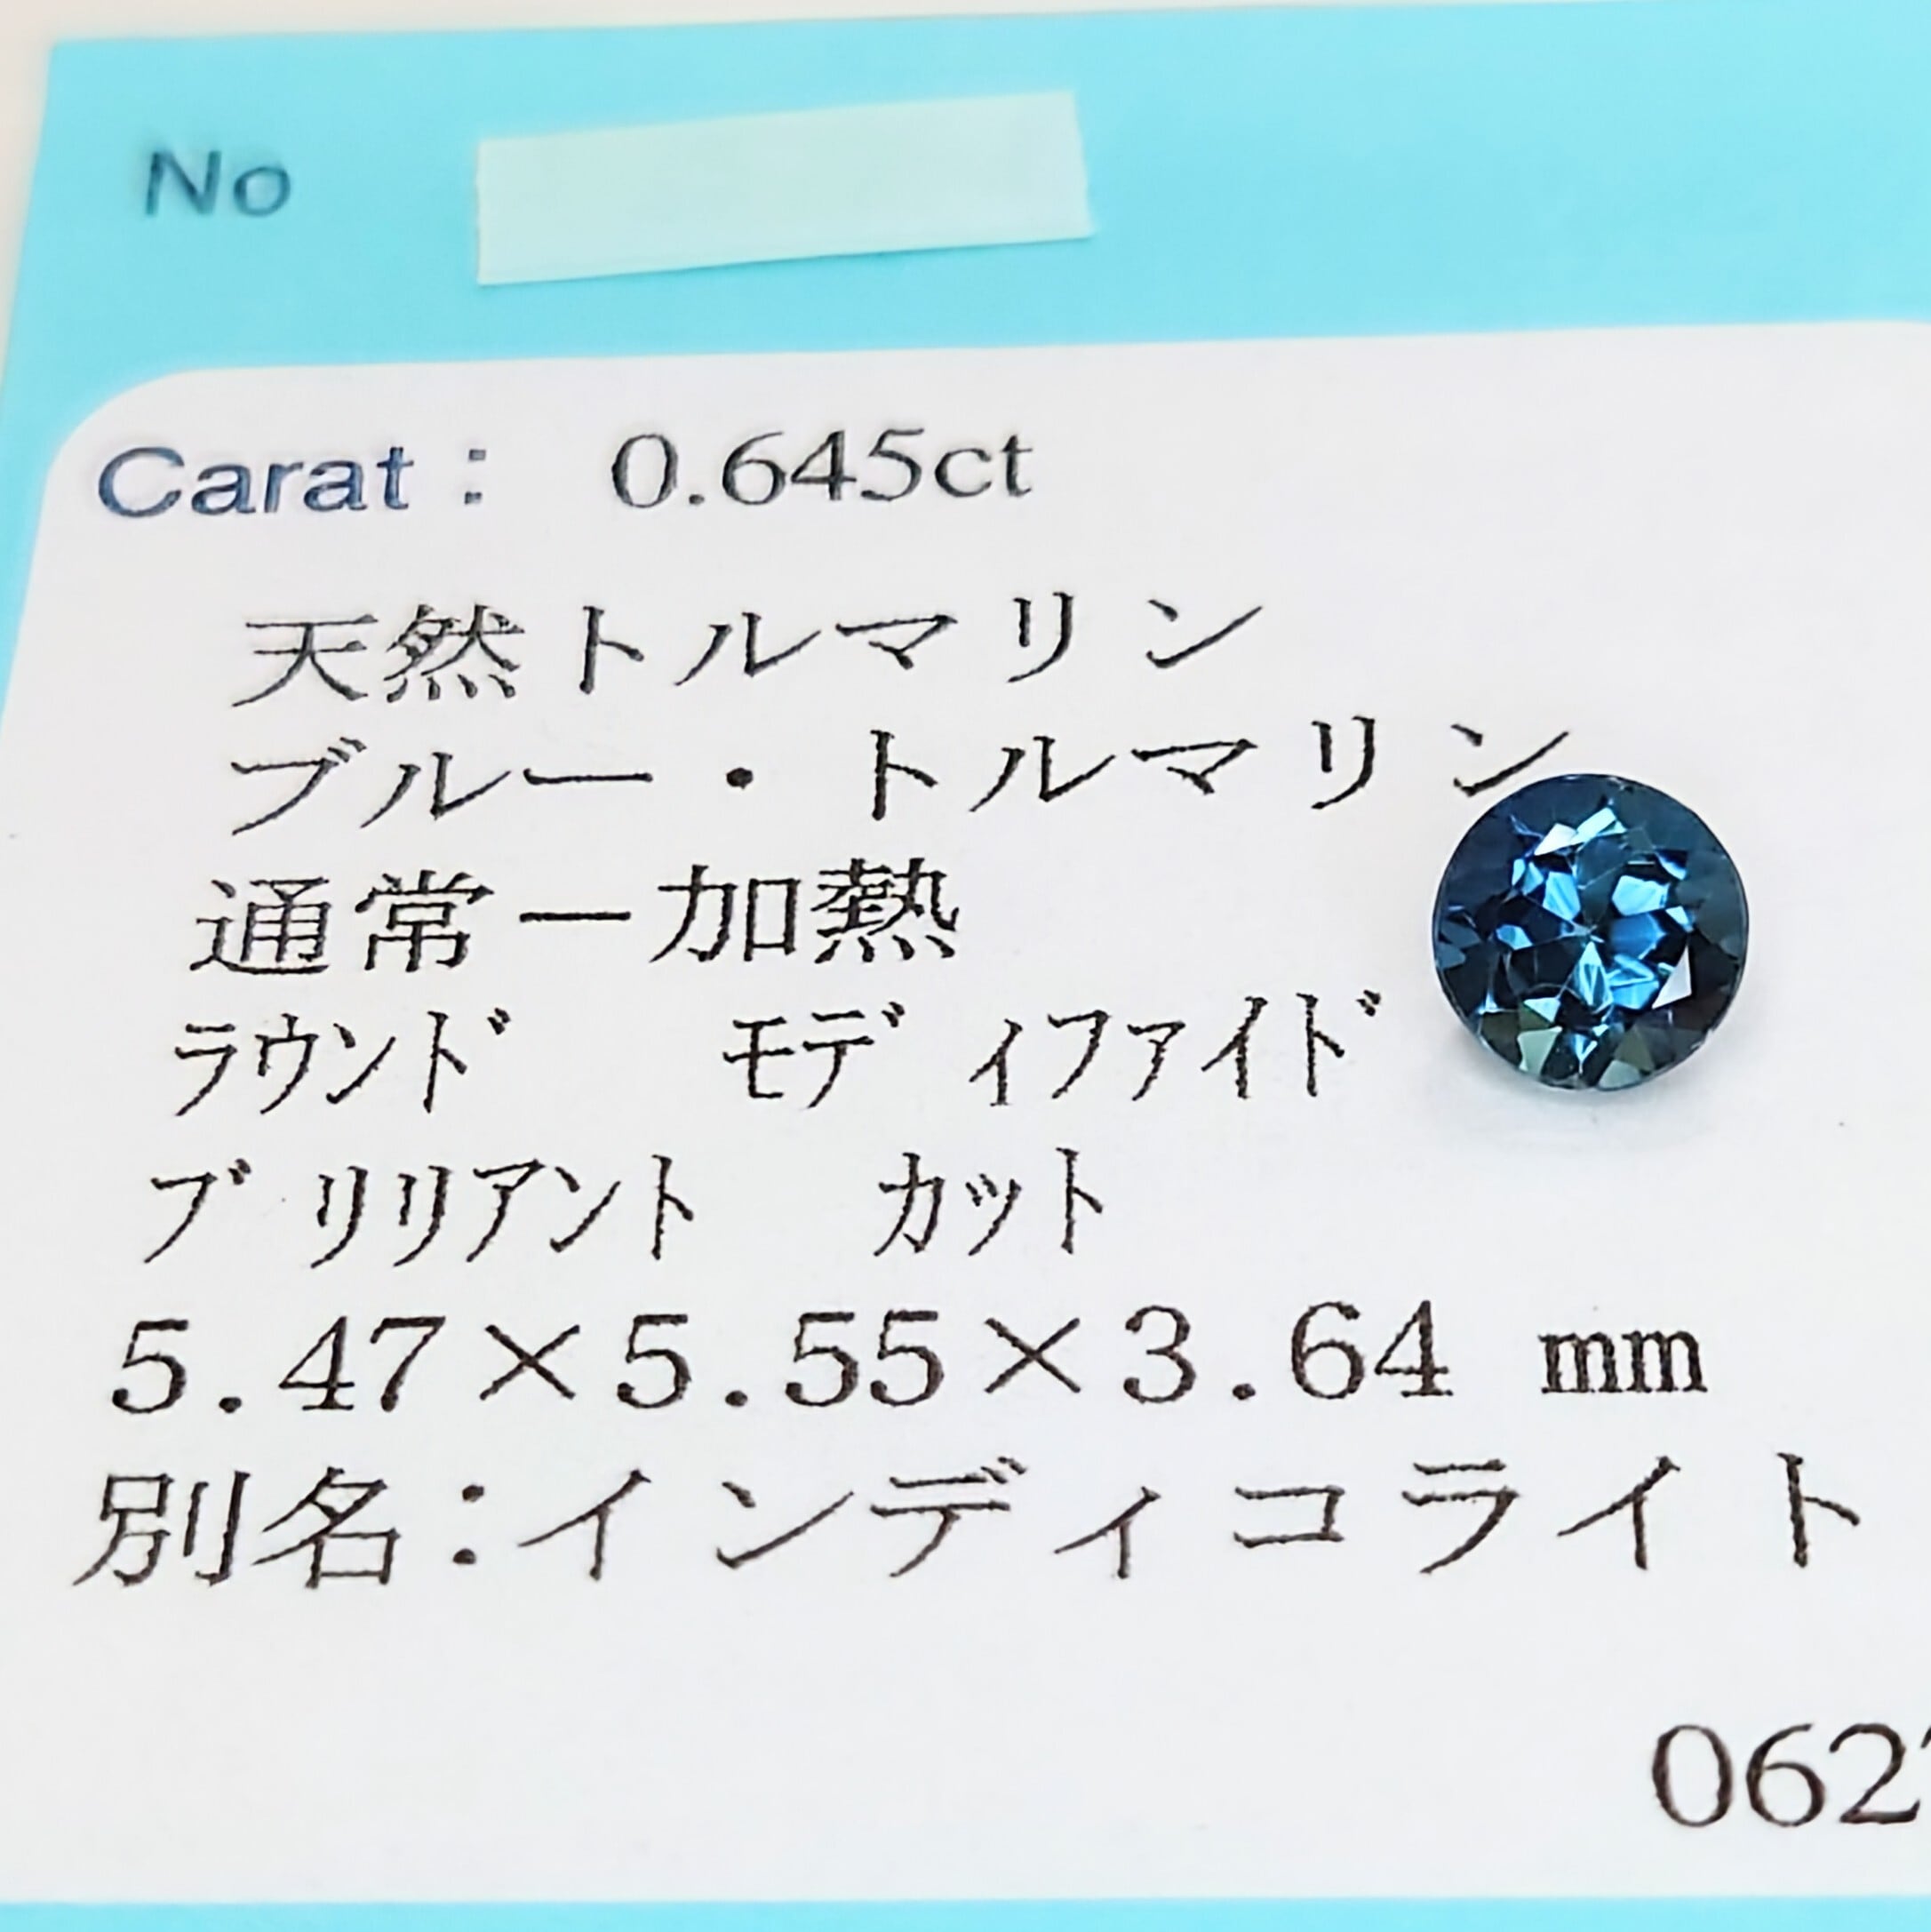 No
Carat : 0.645ct
天然トルマリン
ブルー・トルマリン
通常ー加熱
ﾗｳﾝﾄﾞ ﾓﾃﾞｨﾌｧｲﾄﾞ
ﾌﾞﾘﾘｱﾝﾄ ｶｯﾄ
5.47×5.55×3.64 mm
別名:インディコライト
062